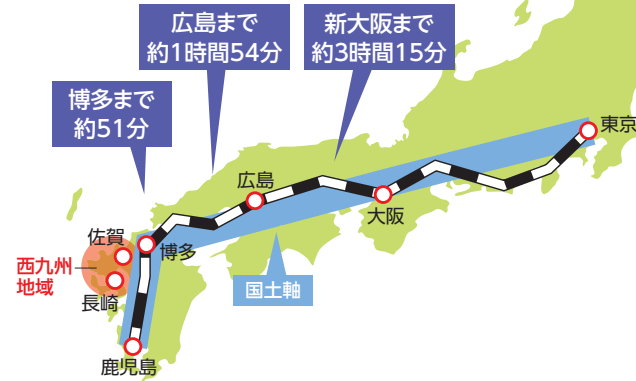 広島まで
約1時間54分
新大阪まで
約3時間15分
博多まで
約51分
東京
広島
大阪
佐賀
博多
西九州
地域
国土軸
長崎
鹿児島